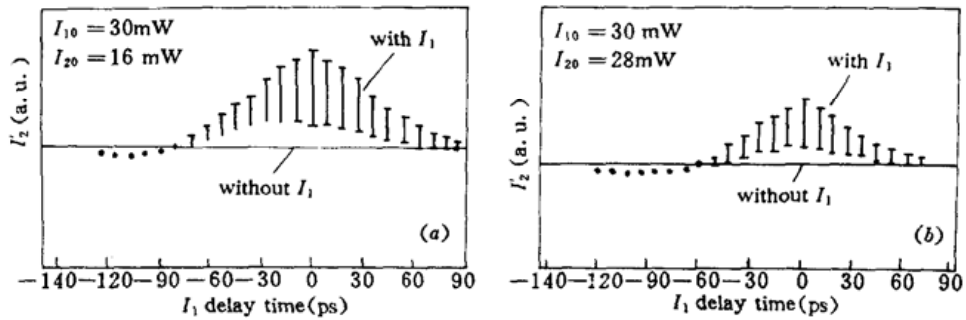 I₁₀ = 30mW
I₂₀ = 16 mW
with I₁
I′₂ (a. u.)
without I₁
(a)
−140 −120 −90 −60 −30 0 30 60 90
I₁ delay time(ps)
I₁₀ = 30 mW
I₂₀ = 28mW
with I₁
I′₂ (a. u.)
without I₁
(b)
−140 −120 −90 −60 −30 0 30 60 90
I₁ delay time(ps)